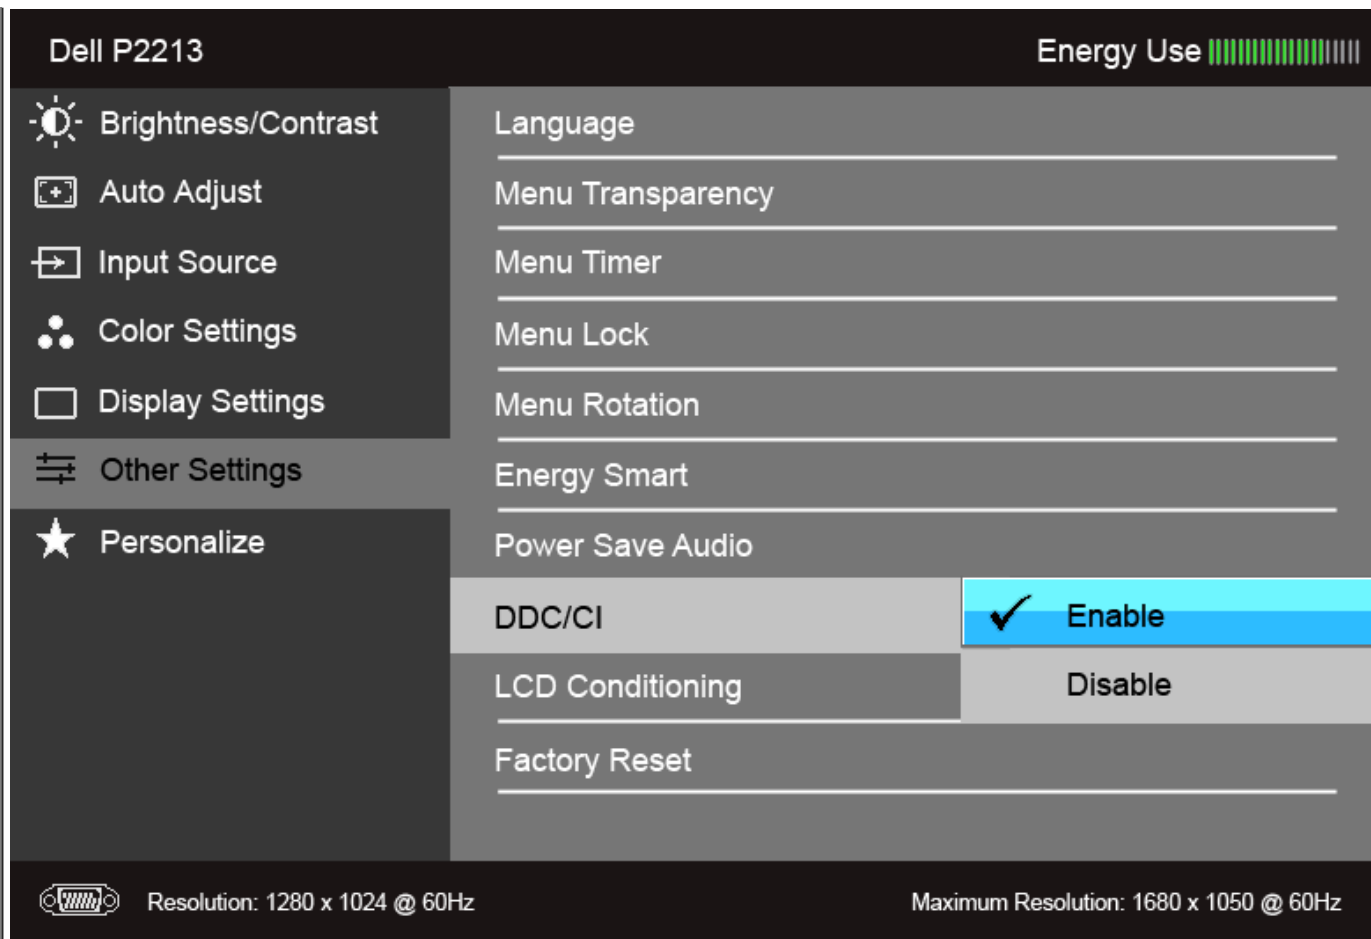 Dell P2213
Energy Use
Brightness/Contrast
Auto Adjust
Input Source
Color Settings
Display Settings
Other Settings
Personalize
Language
Menu Transparency
Menu Timer
Menu Lock
Menu Rotation
Energy Smart
Power Save Audio
DDC/CI
Enable
Disable
LCD Conditioning
Factory Reset
Resolution: 1280 x 1024 @ 60Hz
Maximum Resolution: 1680 x 1050 @ 60Hz